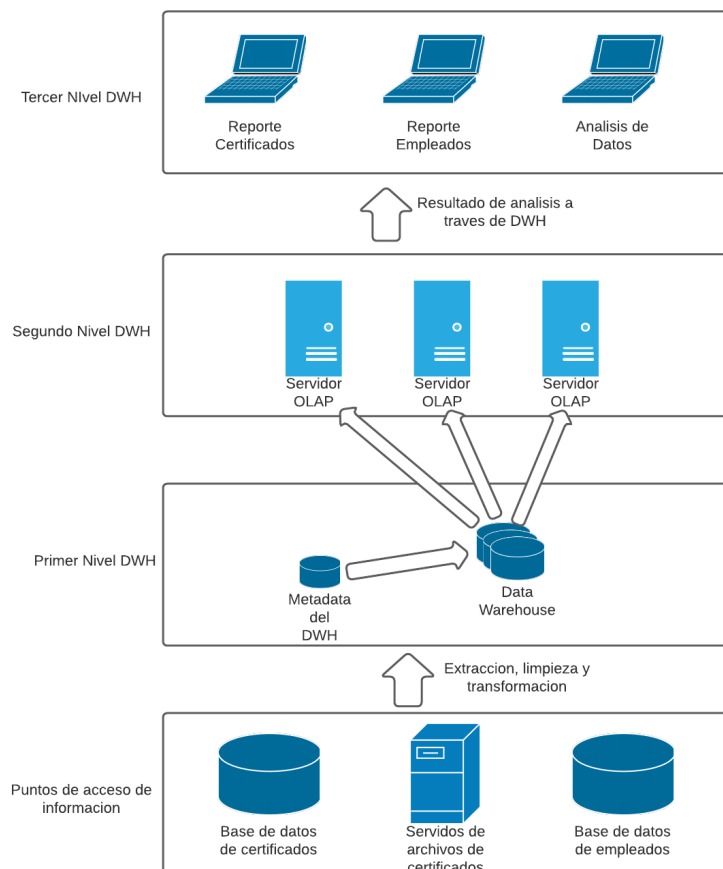 Tercer NIvel DWH
Reporte
Certificados
Reporte
Empleados
Analisis de
Datos
Resultado de analisis a
traves de DWH
Segundo Nivel DWH
Servidor
OLAP
Servidor
OLAP
Servidor
OLAP
Primer Nivel DWH
Metadata
del
DWH
Data
Warehouse
Extraccion, limpieza y
transformacion
Puntos de acceso de
informacion
Base de datos
de certificados
Servidos de
archivos de
certificados
Base de datos
de empleados